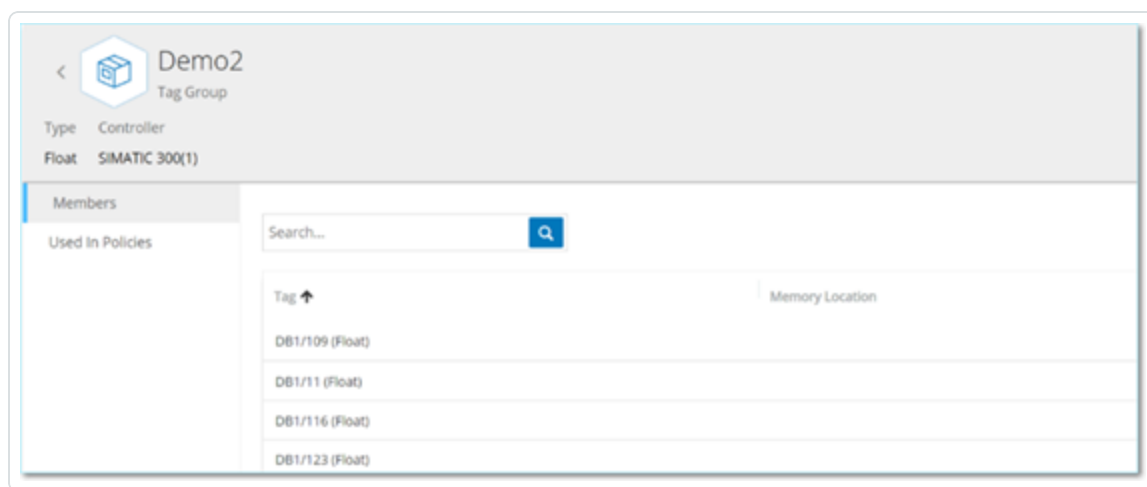 Demo2
Tag Group
Type Controller
Float SIMATIC 300(1)
Members
Used In Policies
Search...
Tag Memory Location
DB1/109 (Float)
DB1/11 (Float)
DB1/116 (Float)
DB1/123 (Float)